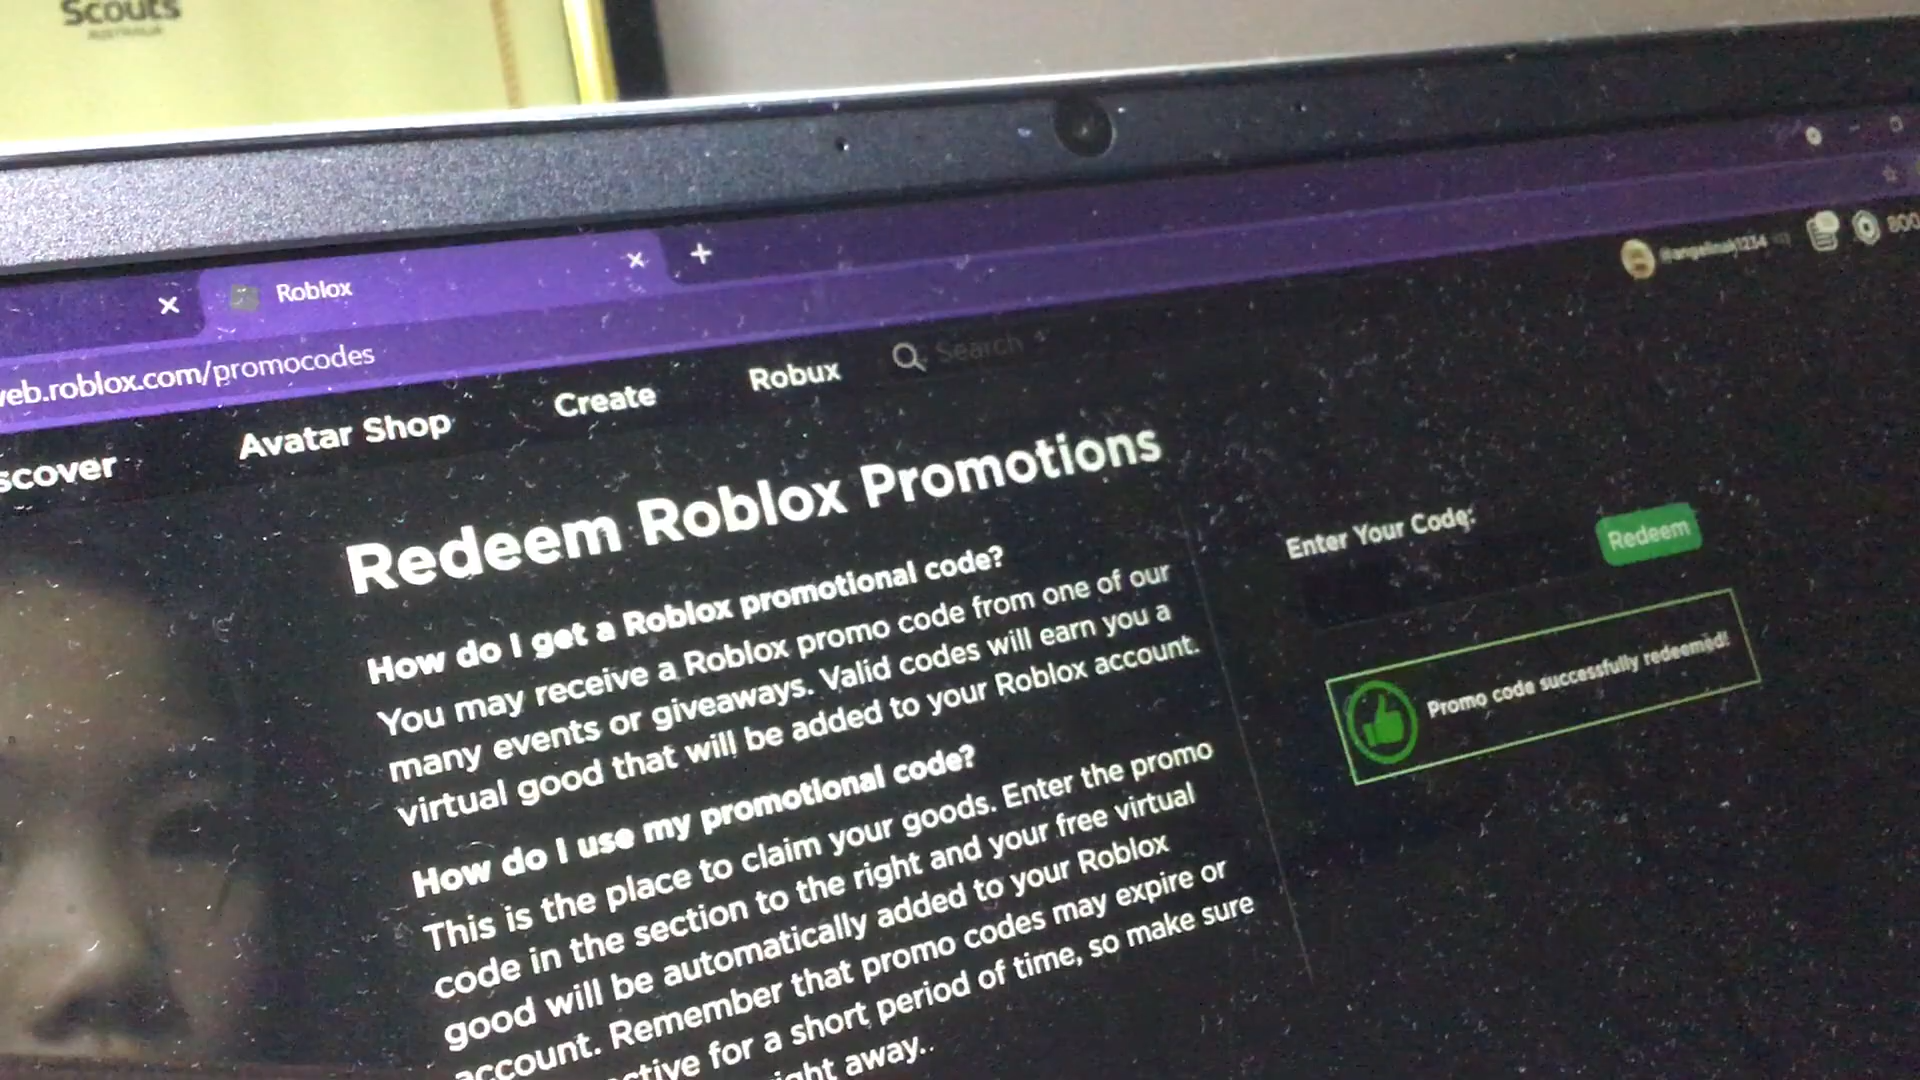 Scouts
AUSTRALIA
Roblox
web.roblox.com/promocodes
scover
Avatar Shop
Create
Robux
Search
800
Redeem Roblox Promotions
How do I get a Roblox promotional code?
You may receive a Roblox promo code from one of our
many events or giveaways. Valid codes will earn you a
virtual good that will be added to your Roblox account.
How do I use my promotional code?
This is the place to claim your goods. Enter the promo
code in the section to the right and your free virtual
good will be automatically added to your Roblox
account. Remember that promo codes may expire or
ctive for a short period of time, so make sure
ight away..
Enter Your Code:
Redeem
Promo code successfully redeemed!